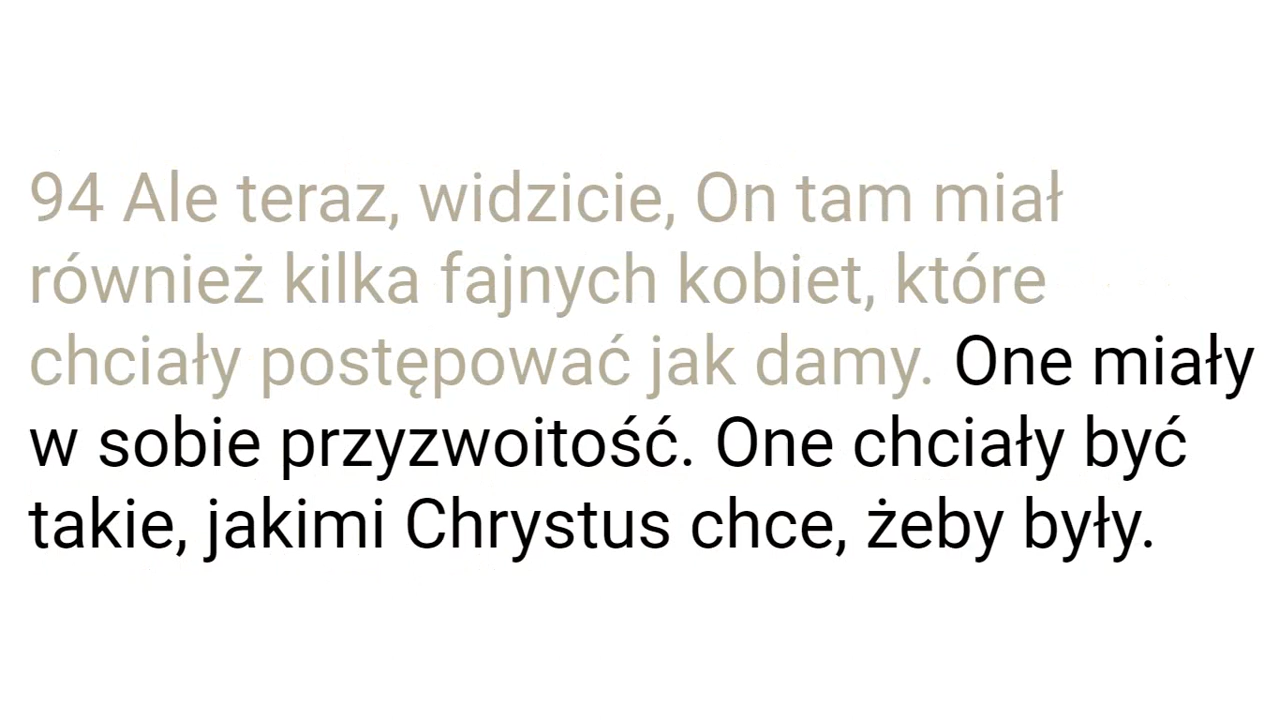 94 Ale teraz, widzicie, On tam miał
również kilka fajnych kobiet, które
chciały postępować jak damy. One miały
w sobie przyzwoitość. One chciały być
takie, jakimi Chrystus chce, żeby były.